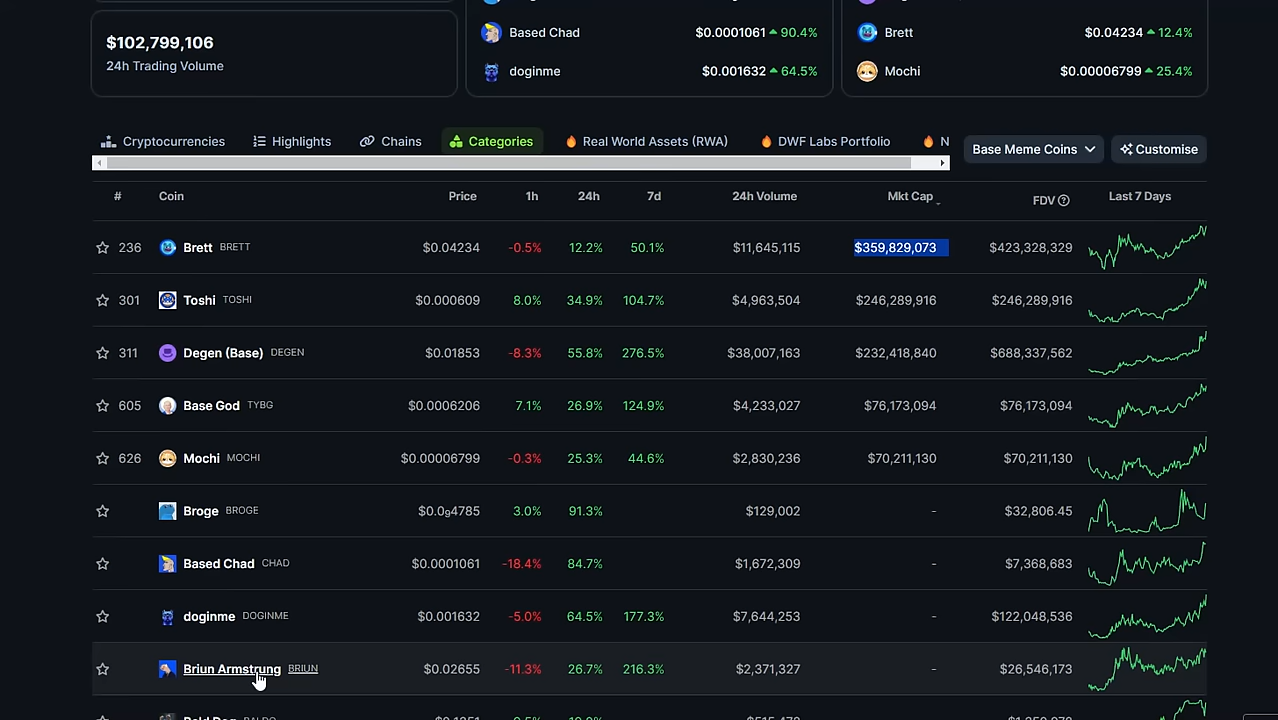 $102,799,106
24h Trading Volume
Based Chad $0.0001061 90.4%
doginme $0.001632 64.5%
Brett $0.04234 12.4%
Mochi $0.00006799 25.4%
Cryptocurrencies Highlights Chains Categories Real World Assets (RWA) DWF Labs Portfolio N Base Meme Coins Customise
# Coin Price 1h 24h 7d 24h Volume Mkt Cap FDV Last 7 Days
236 Brett BRETT $0.04234 -0.5% 12.2% 50.1% $11,645,115 $359,829,073 $423,328,329
301 Toshi TOSHI $0.000609 8.0% 34.9% 104.7% $4,963,504 $246,289,916 $246,289,916
311 Degen (Base) DEGEN $0.01853 -8.3% 55.8% 276.5% $38,007,163 $232,418,840 $688,337,562
605 Base God TYBG $0.0006206 7.1% 26.9% 124.9% $4,233,027 $76,173,094 $76,173,094
626 Mochi MOCHI $0.00006799 -0.3% 25.3% 44.6% $2,830,236 $70,211,130 $70,211,130
Broge BROGE $0.0₉4785 3.0% 91.3% $129,002 - $32,806.45
Based Chad CHAD $0.0001061 -18.4% 84.7% $1,672,309 - $7,368,683
doginme DOGINME $0.001632 -5.0% 64.5% 177.3% $7,644,253 - $122,048,536
Briun Armstrung BRIUN $0.02655 -11.3% 26.7% 216.3% $2,371,327 - $26,546,173